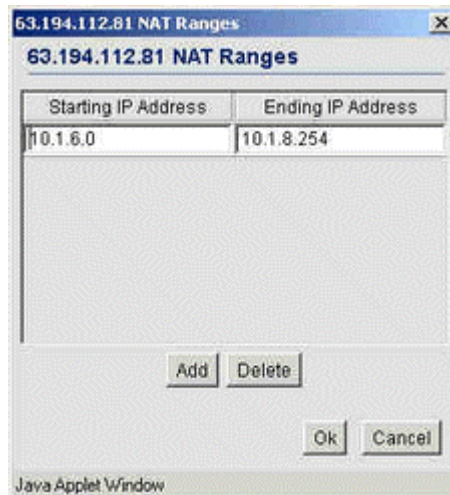 63.194.112.81 NAT Ranges
63.194.112.81 NAT Ranges
Starting IP Address Ending IP Address
10.1.6.0 10.1.8.254
Add Delete
Ok Cancel
Java Applet Window